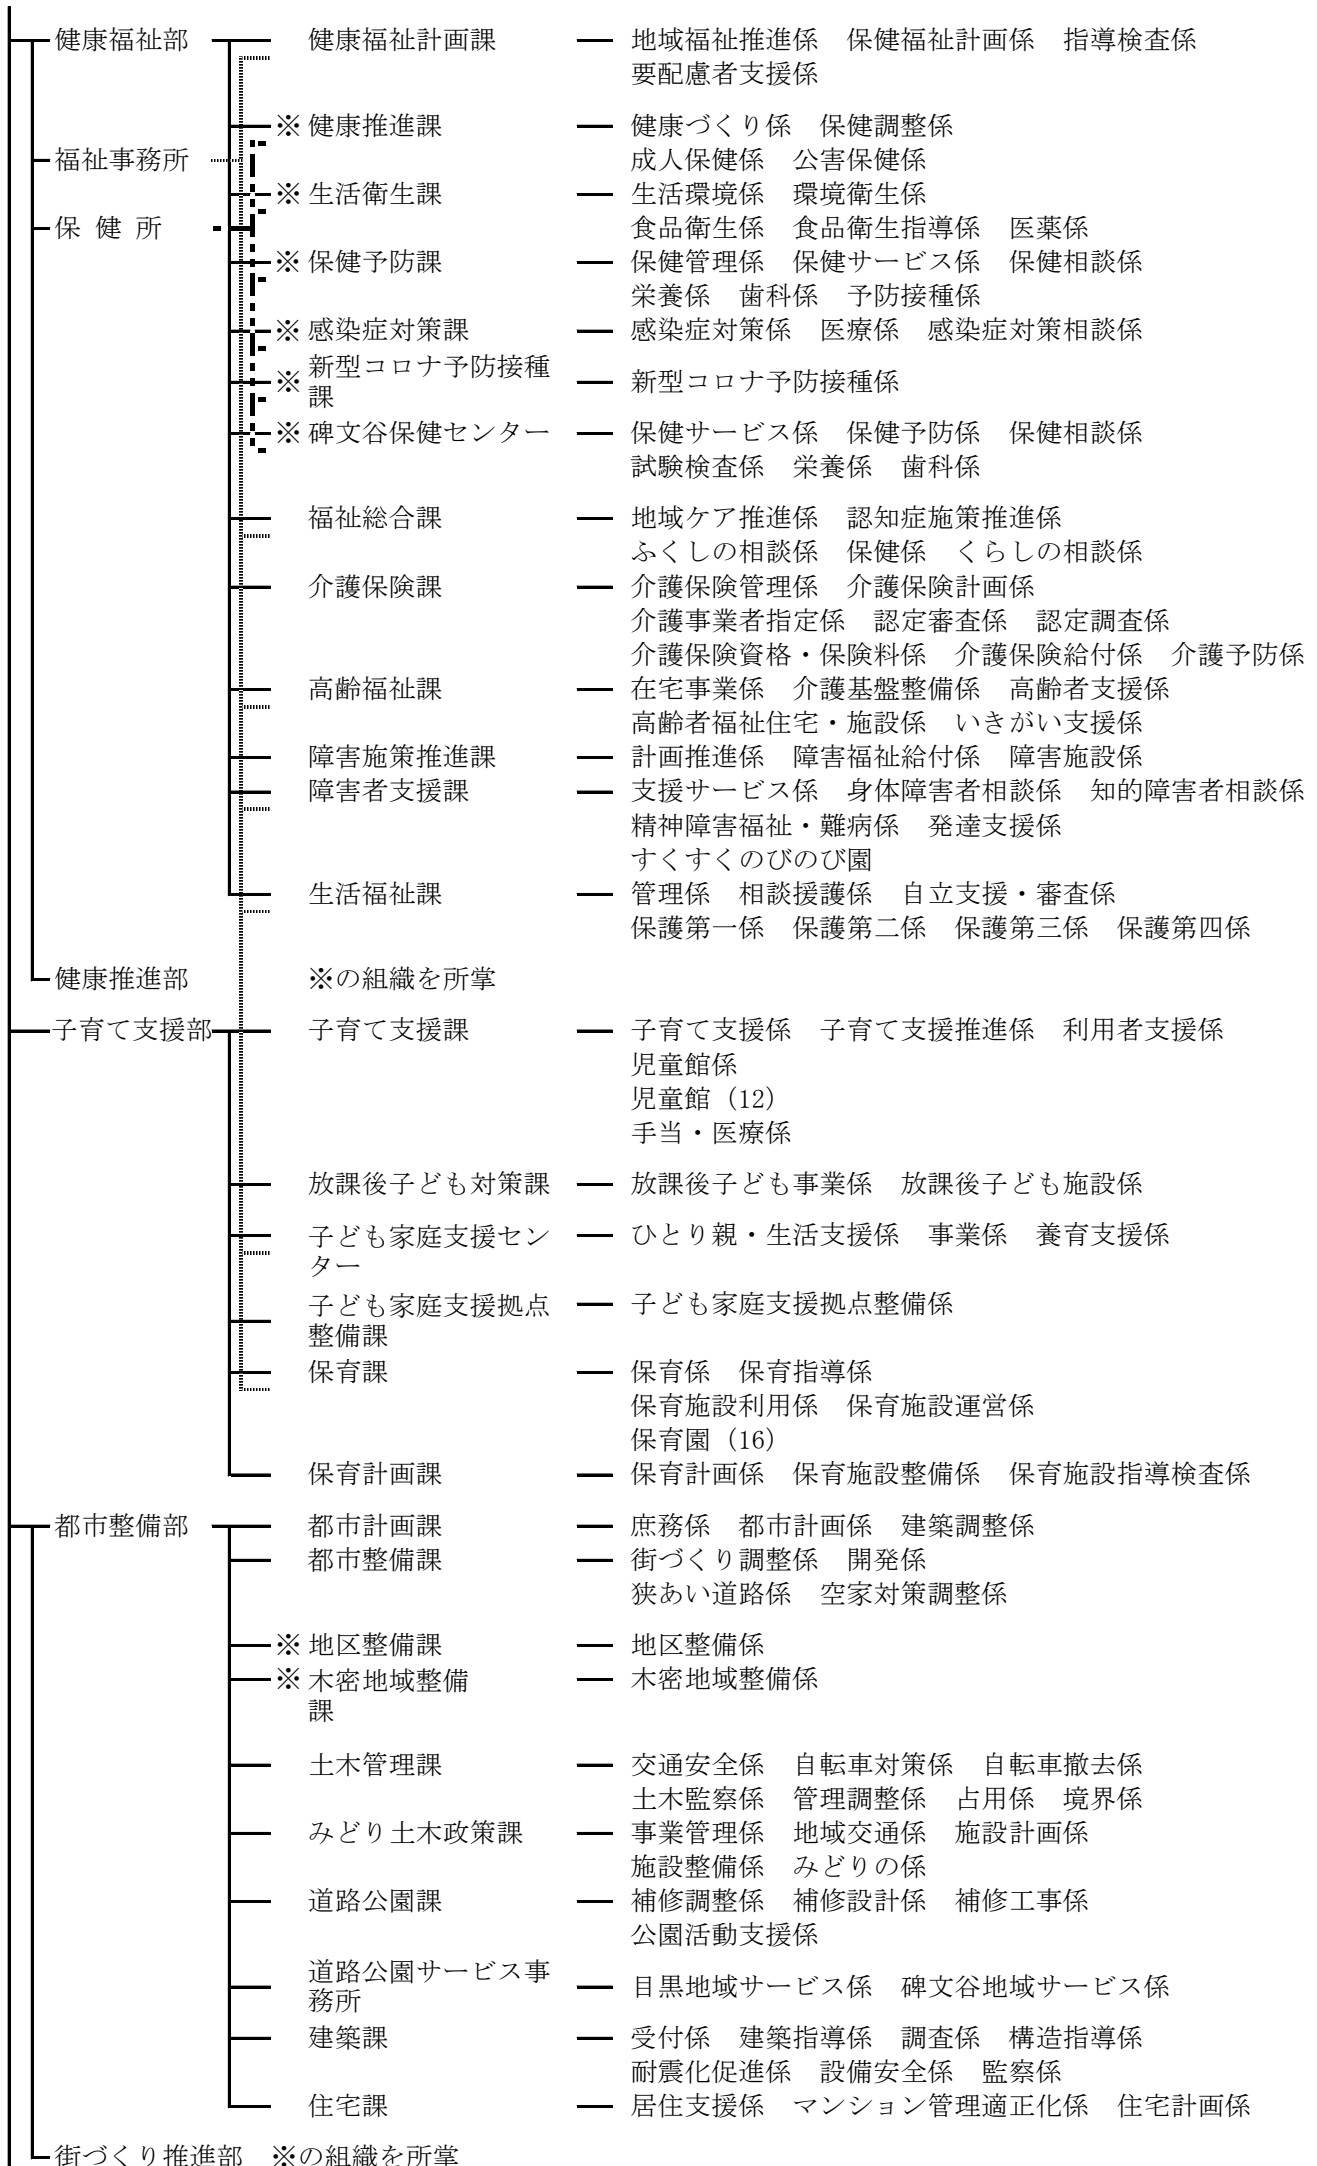 健康福祉部 健康福祉計画課 地域福祉推進係 保健福祉計画係 指導検査係
要配慮者支援係
※ 健康推進課 健康づくり係 保健調整係
福祉事務所 成人保健係 公害保健係
※ 生活衛生課 生活環境係 環境衛生係
保 健 所 食品衛生係 食品衛生指導係 医薬係
※ 保健予防課 保健管理係 保健サービス係 保健相談係
栄養係 歯科係 予防接種係
※ 感染症対策課 感染症対策係 医療係 感染症対策相談係
※ 新型コロナ予防接種 新型コロナ予防接種係
課
※ 碑文谷保健センター 保健サービス係 保健予防係 保健相談係
試験検査係 栄養係 歯科係
福祉総合課 地域ケア推進係 認知症施策推進係
ふくしの相談係 保健係 くらしの相談係
介護保険課 介護保険管理係 介護保険計画係
介護事業者指定係 認定審査係 認定調査係
介護保険資格・保険料係 介護保険給付係 介護予防係
高齢福祉課 在宅事業係 介護基盤整備係 高齢者支援係
高齢者福祉住宅・施設係 いきがい支援係
障害施策推進課 計画推進係 障害福祉給付係 障害施設係
障害者支援課 支援サービス係 身体障害者相談係 知的障害者相談係
精神障害福祉・難病係 発達支援係
すくすくのびのび園
生活福祉課 管理係 相談援護係 自立支援・審査係
保護第一係 保護第二係 保護第三係 保護第四係
健康推進部 ※の組織を所掌
子育て支援部 子育て支援課 子育て支援係 子育て支援推進係 利用者支援係
児童館係
児童館（12）
手当・医療係
放課後子ども対策課 放課後子ども事業係 放課後子ども施設係
子ども家庭支援セン ひとり親・生活支援係 事業係 養育支援係
ター
子ども家庭支援拠点 子ども家庭支援拠点整備係
整備課
保育課 保育係 保育指導係
保育施設利用係 保育施設運営係
保育園（16）
保育計画課 保育計画係 保育施設整備係 保育施設指導検査係
都市整備部 都市計画課 庶務係 都市計画係 建築調整係
都市整備課 街づくり調整係 開発係
狭あい道路係 空家対策調整係
※ 地区整備課 地区整備係
※ 木密地域整備 木密地域整備係
課
土木管理課 交通安全係 自転車対策係 自転車撤去係
土木監察係 管理調整係 占用係 境界係
みどり土木政策課 事業管理係 地域交通係 施設計画係
施設整備係 みどりの係
道路公園課 補修調整係 補修設計係 補修工事係
公園活動支援係
道路公園サービス事 目黒地域サービス係 碑文谷地域サービス係
務所
建築課 受付係 建築指導係 調査係 構造指導係
耐震化促進係 設備安全係 監察係
住宅課 居住支援係 マンション管理適正化係 住宅計画係
街づくり推進部 ※の組織を所掌